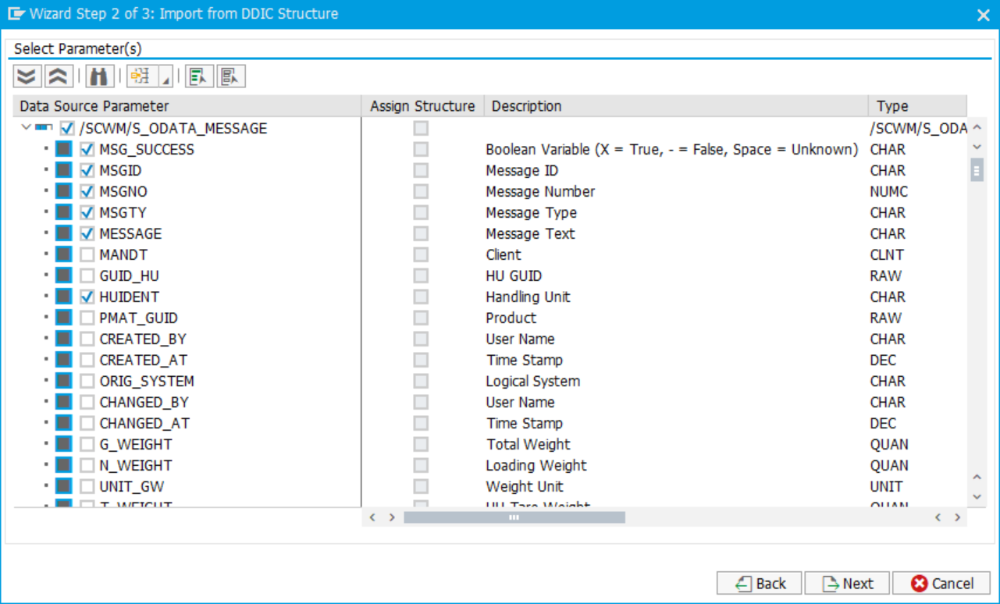 Wizard Step 2 of 3: Import from DDIC Structure
Select Parameter(s)
Data Source Parameter Assign Structure Description Type
/SCWM/S_ODATA_MESSAGE /SCWM/S_ODA
MSG_SUCCESS Boolean Variable (X = True, - = False, Space = Unknown) CHAR
MSGID Message ID CHAR
MSGNO Message Number NUMC
MSGTY Message Type CHAR
MESSAGE Message Text CHAR
MANDT Client CLNT
GUID_HU HU GUID RAW
HUIDENT Handling Unit CHAR
PMAT_GUID Product RAW
CREATED_BY User Name CHAR
CREATED_AT Time Stamp DEC
ORIG_SYSTEM Logical System CHAR
CHANGED_BY User Name CHAR
CHANGED_AT Time Stamp DEC
G_WEIGHT Total Weight QUAN
N_WEIGHT Loading Weight QUAN
UNIT_GW Weight Unit UNIT
T_WEIGHT HU Tare Weight QUAN
Back Next Cancel